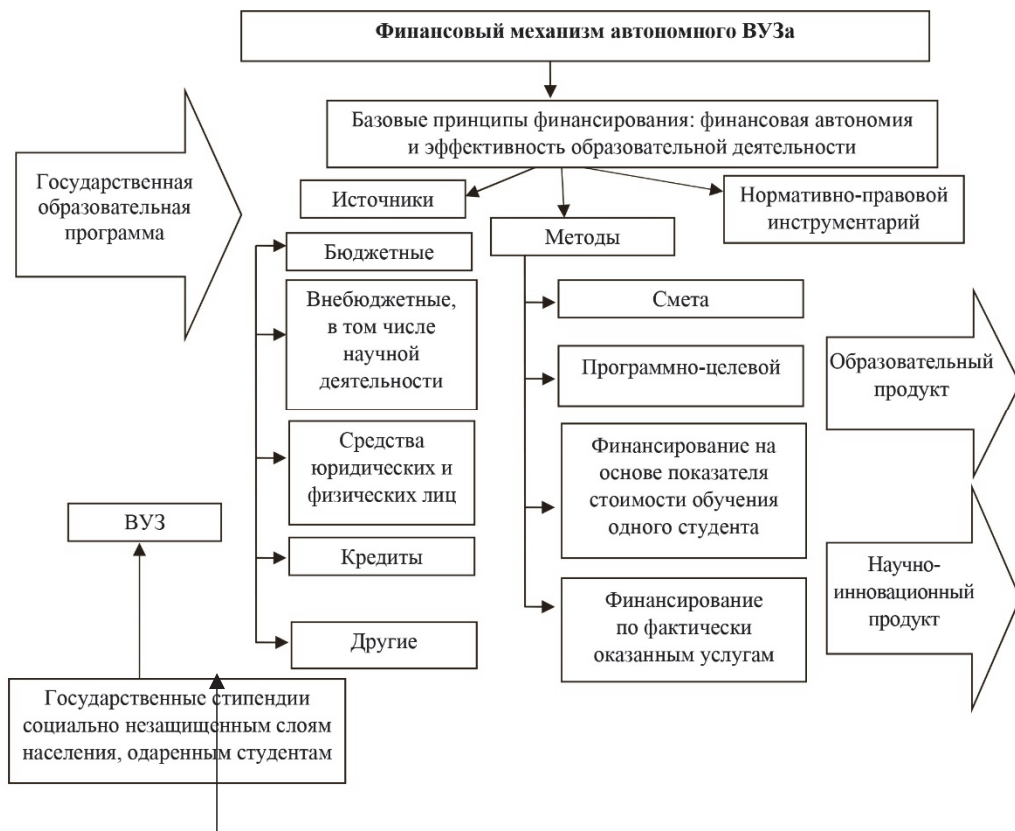 Финансовый механизм автономного ВУЗа
Базовые принципы финансирования: финансовая автономия
и эффективность образовательной деятельности
Государственная
образовательная
программа
Источники
Бюджетные
Внебюджетные,
в том числе
научной
деятельности
Средства
юридических и
физических лиц
Кредиты
Другие
Методы
Смета
Программно-целевой
Финансирование на
основе показателя
стоимости обучения
одного студента
Финансирование
по фактически
оказанным услугам
Нормативно-правовой
инструментарий
Образовательный
продукт
Научно-
инновационный
продукт
ВУЗ
Государственные стипендии
социально незащищенным слоям
населения, одаренным студентам